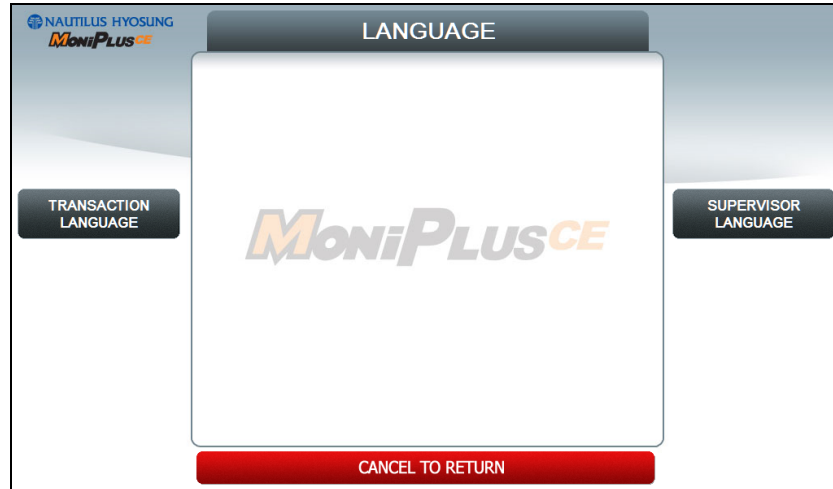 NAUTILUS HYOSUNG
MONiPLUSCE
LANGUAGE
TRANSACTION
LANGUAGE
MONiPLUSCE
SUPERVISOR
LANGUAGE
CANCEL TO RETURN